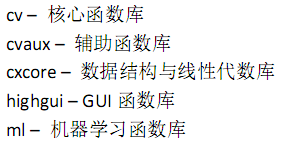 cv – 核心函数库
cvaux – 辅助函数库
cxcore – 数据结构与线性代数库
highgui – GUI 函数库
ml – 机器学习函数库